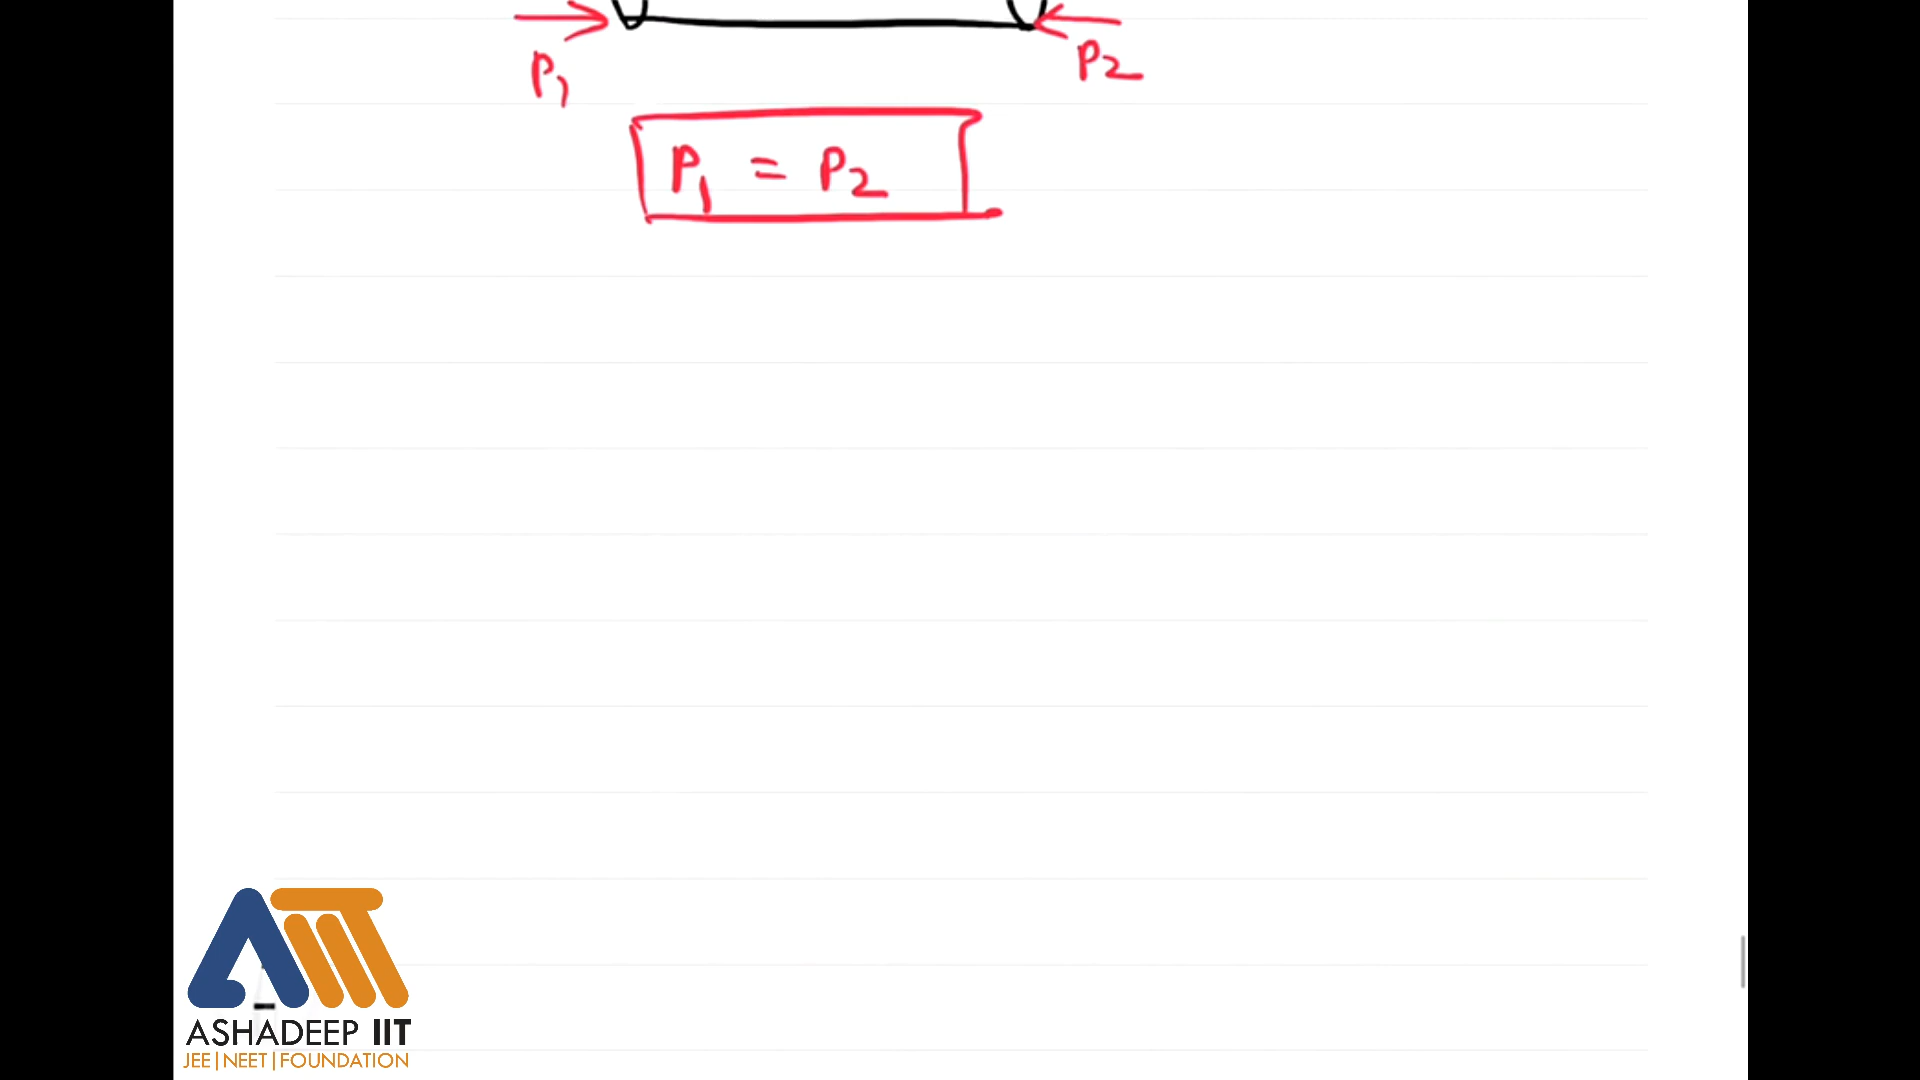 P1 P2
P1 = P2
ASHADEEP IIT
JEE|NEET|FOUNDATION